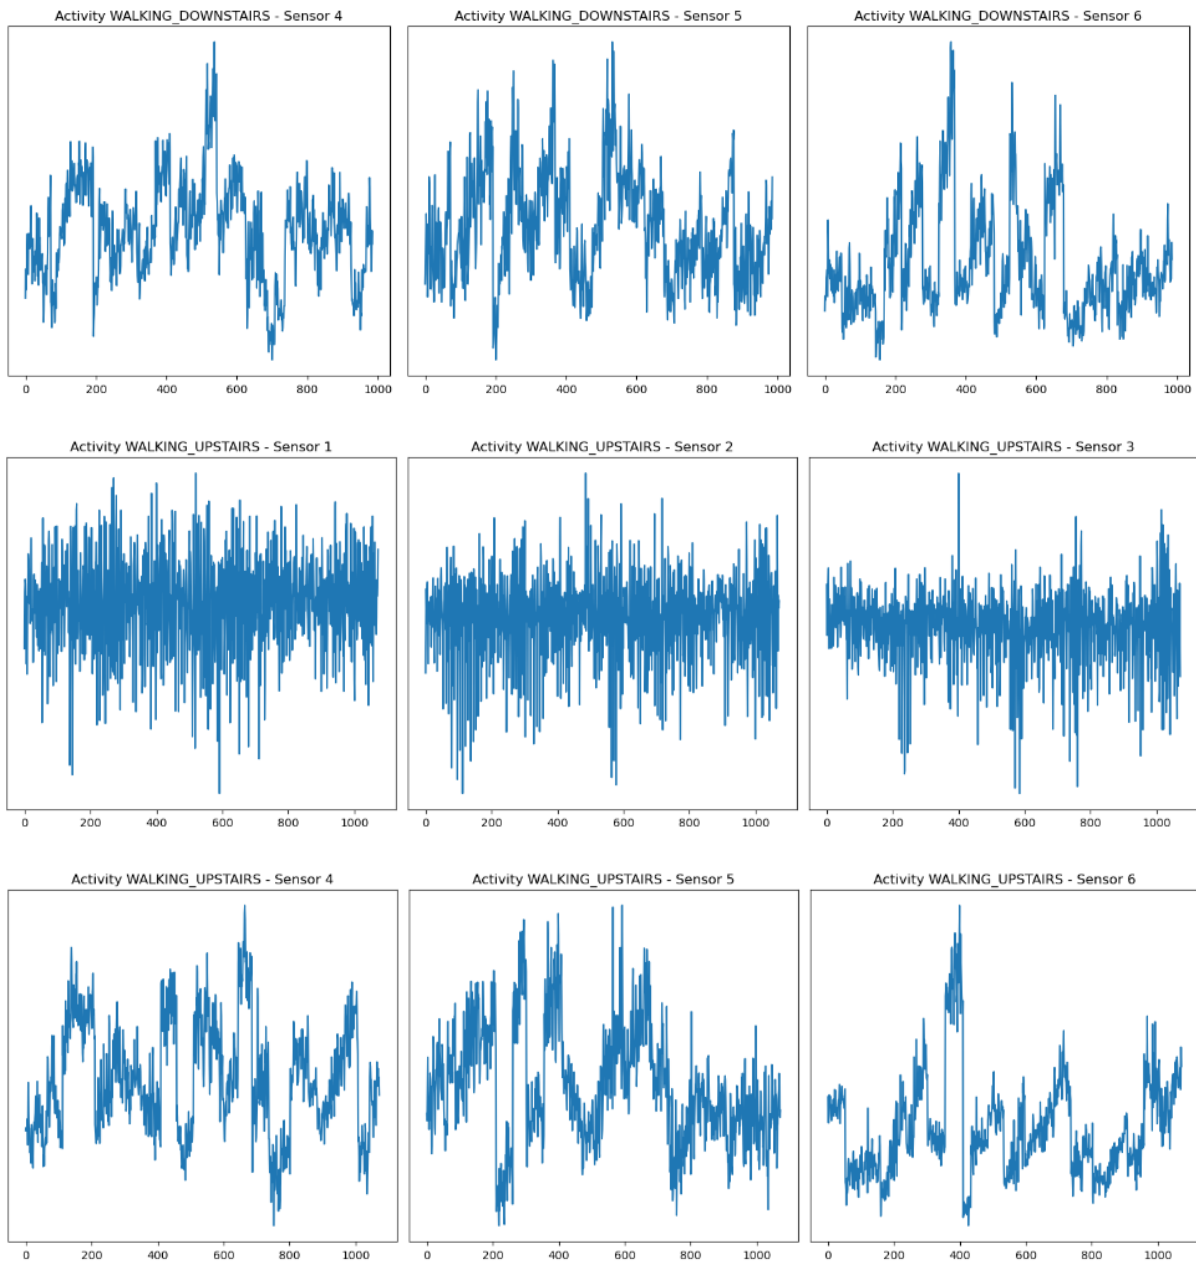 Activity WALKING_DOWNSTAIRS - Sensor 4
Activity WALKING_DOWNSTAIRS - Sensor 5
Activity WALKING_DOWNSTAIRS - Sensor 6
0 200 400 600 800 1000
0 200 400 600 800 1000
0 200 400 600 800 1000
Activity WALKING_UPSTAIRS - Sensor 1
Activity WALKING_UPSTAIRS - Sensor 2
Activity WALKING_UPSTAIRS - Sensor 3
0 200 400 600 800 1000
0 200 400 600 800 1000
0 200 400 600 800 1000
Activity WALKING_UPSTAIRS - Sensor 4
Activity WALKING_UPSTAIRS - Sensor 5
Activity WALKING_UPSTAIRS - Sensor 6
0 200 400 600 800 1000
0 200 400 600 800 1000
0 200 400 600 800 1000